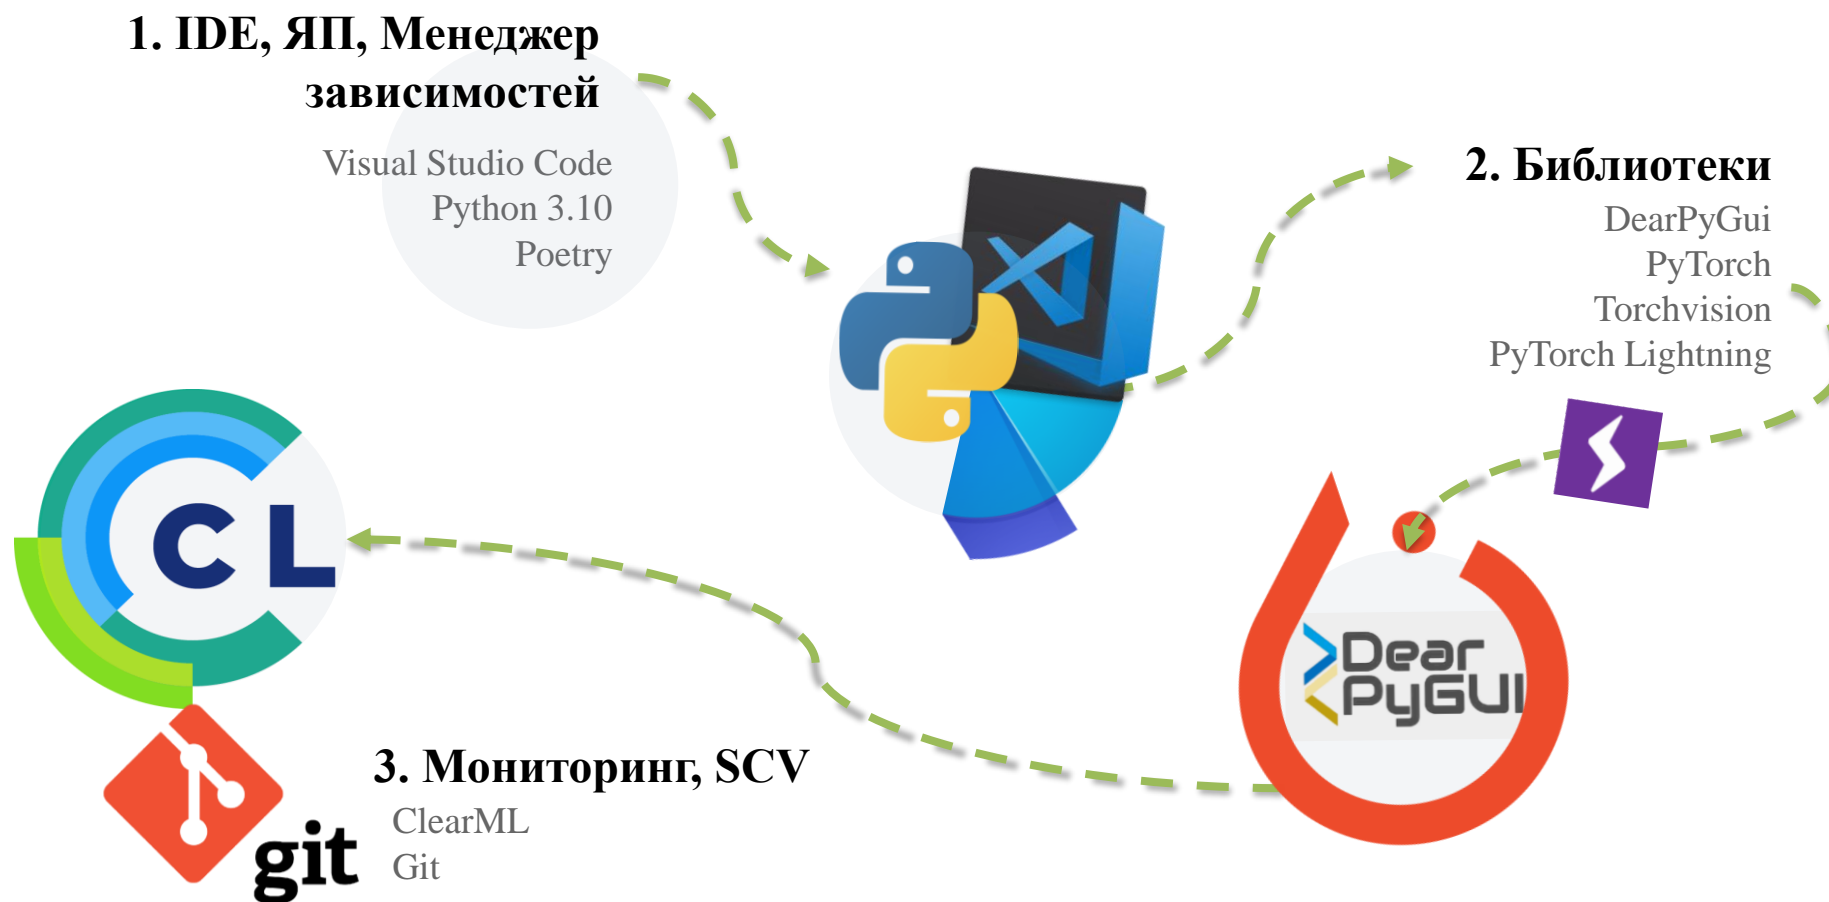 1. IDE, ЯП, Менеджер
зависимостей
Visual Studio Code
Python 3.10
Poetry
2. Библиотеки
DearPyGui
PyTorch
Torchvision
PyTorch Lightning
CL
Dear
PyGUI
3. Мониторинг, SCV
ClearML
Git
git